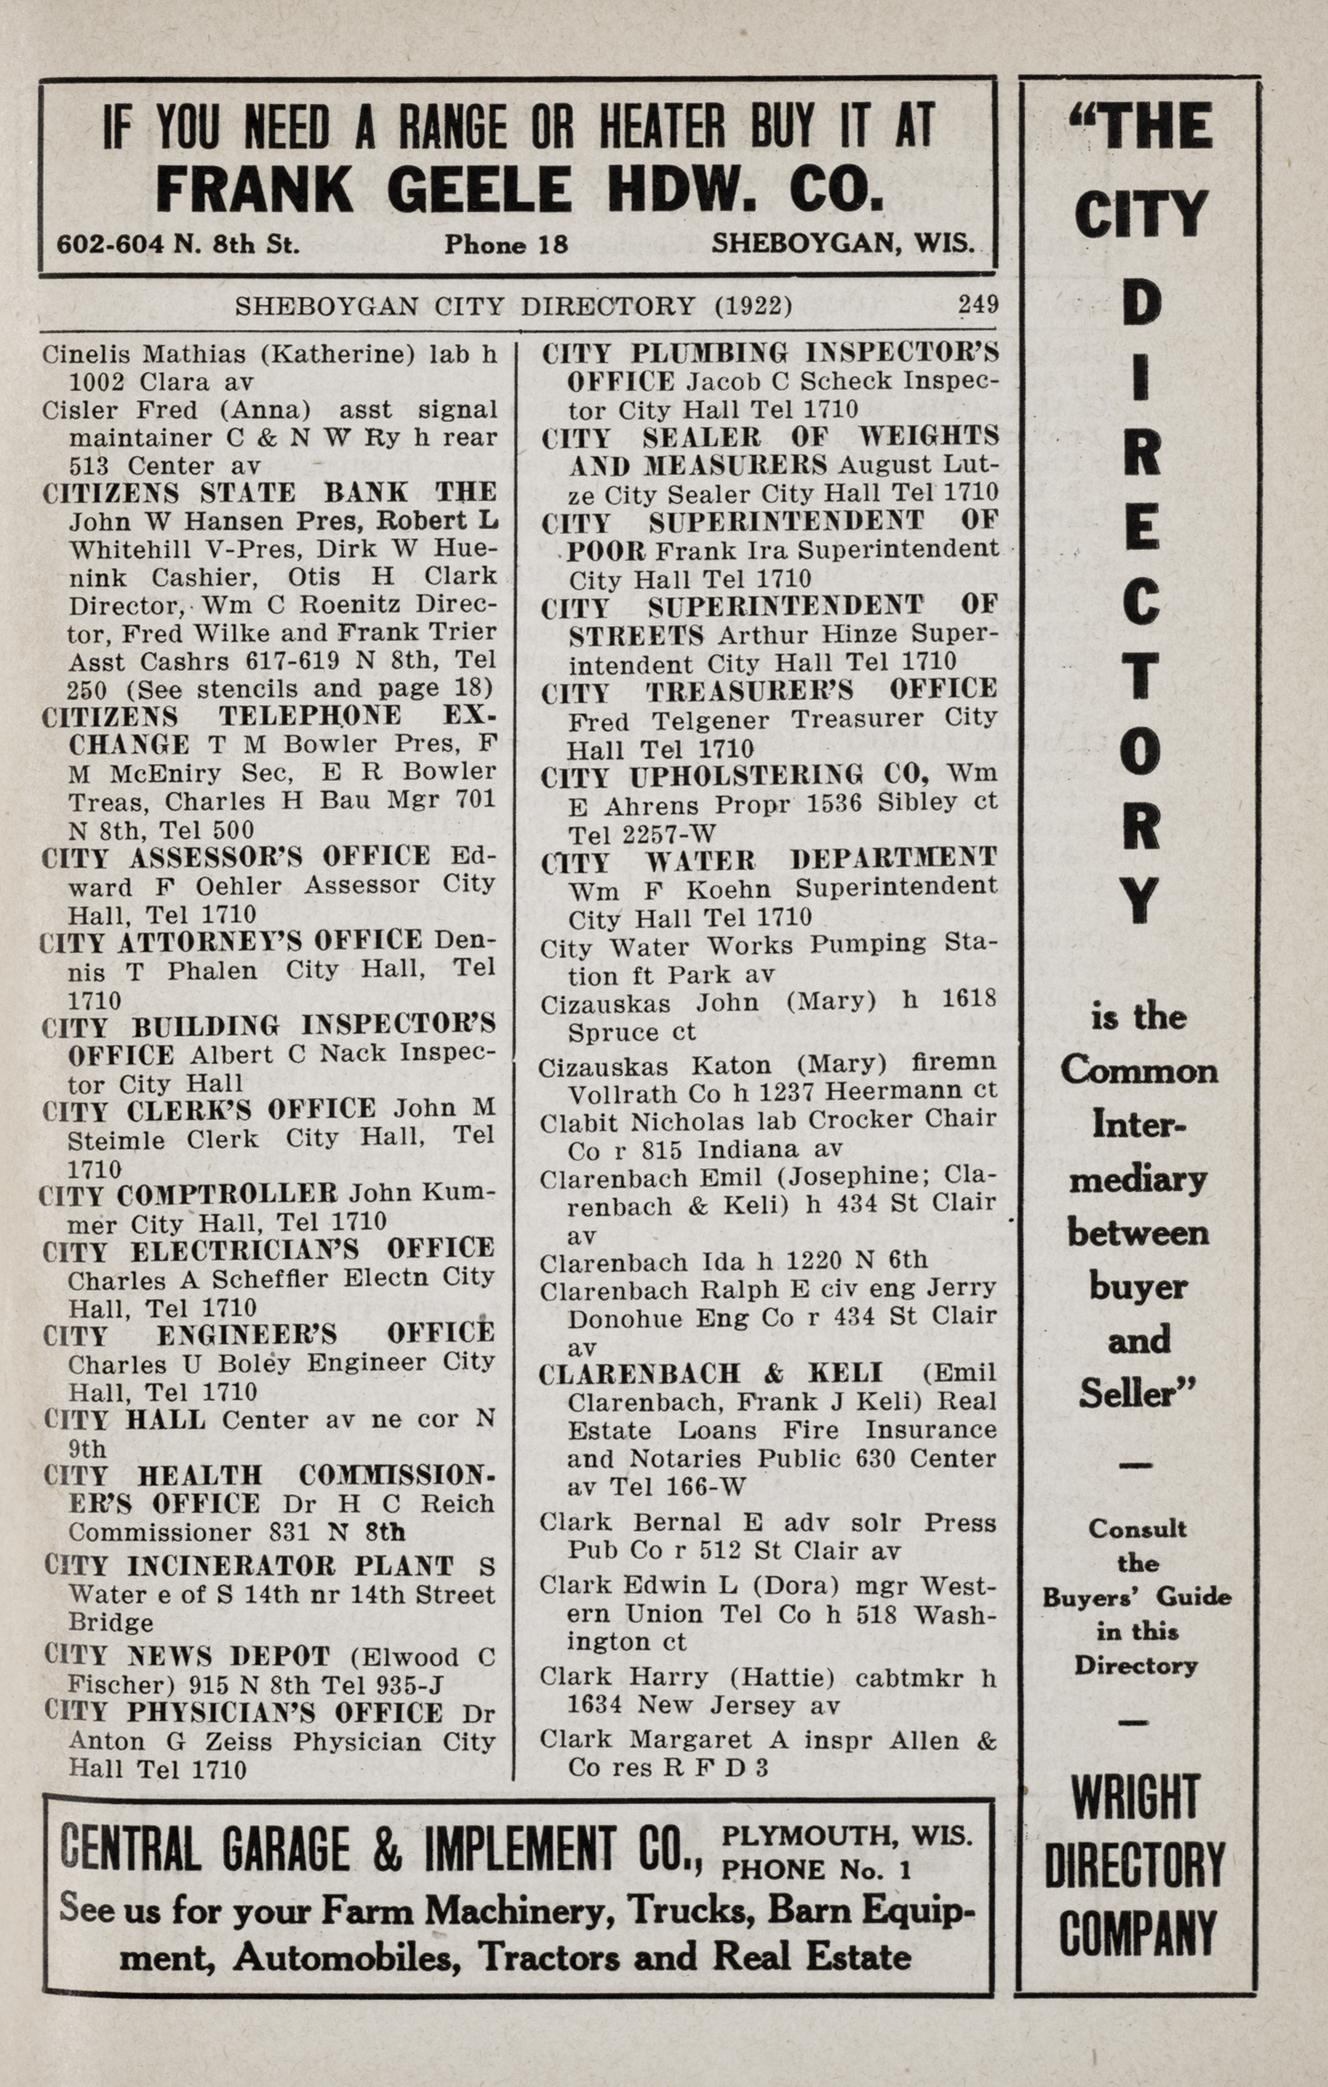 IF YOU NEED A RANGE OR HEATER BUY IT AT
FRANK GEELE HDW. CO.
602-604 N. 8th St. Phone 18 SHEBOYGAN, WIS.
SHEBOYGAN CITY DIRECTORY (1922) 249
Cinelis Mathias (Katherine) lab h
1002 Clara av
Cisler Fred (Anna) asst signal
maintainer C & N W Ry h rear
513 Center av
CITIZENS STATE BANK THE
John W Hansen Pres, Robert L
Whitehill V-Pres, Dirk W Hue-
nink Cashier, Otis H Clark
Director, Wm C Roenitz Direc-
tor, Fred Wilke and Frank Trier
Asst Cashrs 617-619 N 8th, Tel
250 (See stencils and page 18)
CITIZENS TELEPHONE EX-
CHANGE T M Bowler Pres, F
M McEniry Sec, E R Bowler
Treas, Charles H Bau Mgr 701
N 8th, Tel 500
CITY ASSESSOR'S OFFICE Ed-
ward F Oehler Assessor City
Hall, Tel 1710
CITY ATTORNEY'S OFFICE Den-
nis T Phalen City Hall, Tel
1710
CITY BUILDING INSPECTOR'S
OFFICE Albert C Nack Inspec-
tor City Hall
CITY CLERK'S OFFICE John M
Steimle Clerk City Hall, Tel
1710
CITY COMPTROLLER John Kum-
mer City Hall, Tel 1710
CITY ELECTRICIAN'S OFFICE
Charles A Scheffler Electn City
Hall, Tel 1710
CITY ENGINEER'S OFFICE
Charles U Boley Engineer City
Hall, Tel 1710
CITY HALL Center av ne cor N
9th
CITY HEALTH COMMISSION-
ER'S OFFICE Dr H C Reich
Commissioner 831 N 8th
CITY INCINERATOR PLANT S
Water e of S 14th nr 14th Street
Bridge
CITY NEWS DEPOT (Elwood C
Fischer) 915 N 8th Tel 935-J
CITY PHYSICIAN'S OFFICE Dr
Anton G Zeiss Physician City
Hall Tel 1710
CITY PLUMBING INSPECTOR'S
OFFICE Jacob C Scheck Inspec-
tor City Hall Tel 1710
CITY SEALER OF WEIGHTS
AND MEASURERS August Lut-
ze City Sealer City Hall Tel 1710
CITY SUPERINTENDENT OF
POOR Frank Ira Superintendent
City Hall Tel 1710
CITY SUPERINTENDENT OF
STREETS Arthur Hinze Super-
intendent City Hall Tel 1710
CITY TREASURER'S OFFICE
Fred Telgener Treasurer City
Hall Tel 1710
CITY UPHOLSTERING CO, Wm
E Ahrens Propr 1536 Sibley ct
Tel 2257-W
CITY WATER DEPARTMENT
Wm F Koehn Superintendent
City Hall Tel 1710
City Water Works Pumping Sta-
tion ft Park av
Cizauskas John (Mary) h 1618
Spruce ct
Cizauskas Katon (Mary) firemn
Vollrath Co h 1237 Heermann ct
Clabit Nicholas lab Crocker Chair
Co r 815 Indiana av
Clarenbach Emil (Josephine; Cla-
renbach & Keli) h 434 St Clair
av
Clarenbach Ida h 1220 N 6th
Clarenbach Ralph E civ eng Jerry
Donohue Eng Co r 434 St Clair
av
CLARENBACH & KELI (Emil
Clarenbach, Frank J Keli) Real
Estate Loans Fire Insurance
and Notaries Public 630 Center
av Tel 166-W
Clark Bernal E adv solr Press
Pub Co r 512 St Clair av
Clark Edwin L (Dora) mgr West-
ern Union Tel Co h 518 Wash-
ington ct
Clark Harry (Hattie) cabtmkr h
1634 New Jersey av
Clark Margaret A inspr Allen &
Co res R F D 3
CENTRAL GARAGE & IMPLEMENT CO., PLYMOUTH, WIS.
PHONE No. 1
See us for your Farm Machinery, Trucks, Barn Equip-
ment, Automobiles, Tractors and Real Estate
“THE
CITY
D
I
R
E
C
T
O
R
Y
is the
Common
Inter-
mediary
between
buyer
and
Seller”
—
Consult
the
Buyers' Guide
in this
Directory
—
WRIGHT
DIRECTORY
COMPANY